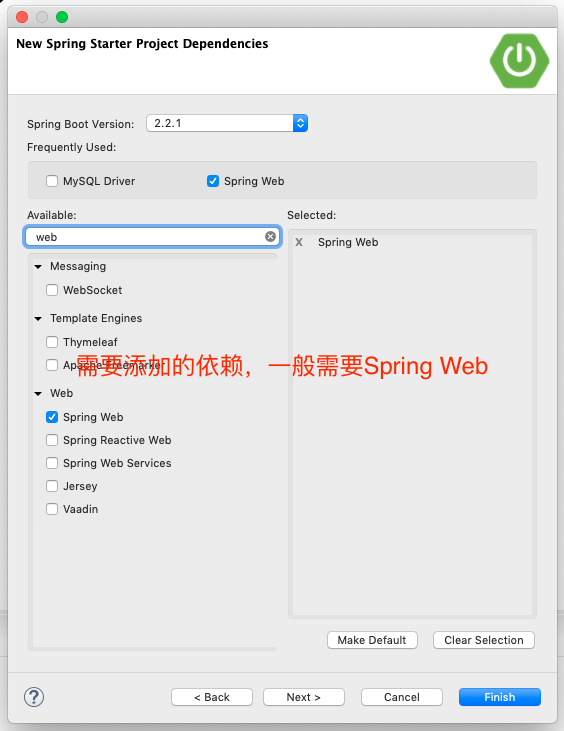 New Spring Starter Project Dependencies
Spring Boot Version: 2.2.1
Frequently Used:
MySQL Driver Spring Web
Available: Selected:
web
X Spring Web
Messaging
WebSocket
Template Engines
Thymeleaf
Apache Freemarker
需要添加的依赖，一般需要Spring Web
Web
Spring Web
Spring Reactive Web
Spring Web Services
Jersey
Vaadin
Make Default Clear Selection
? < Back Next > Cancel Finish